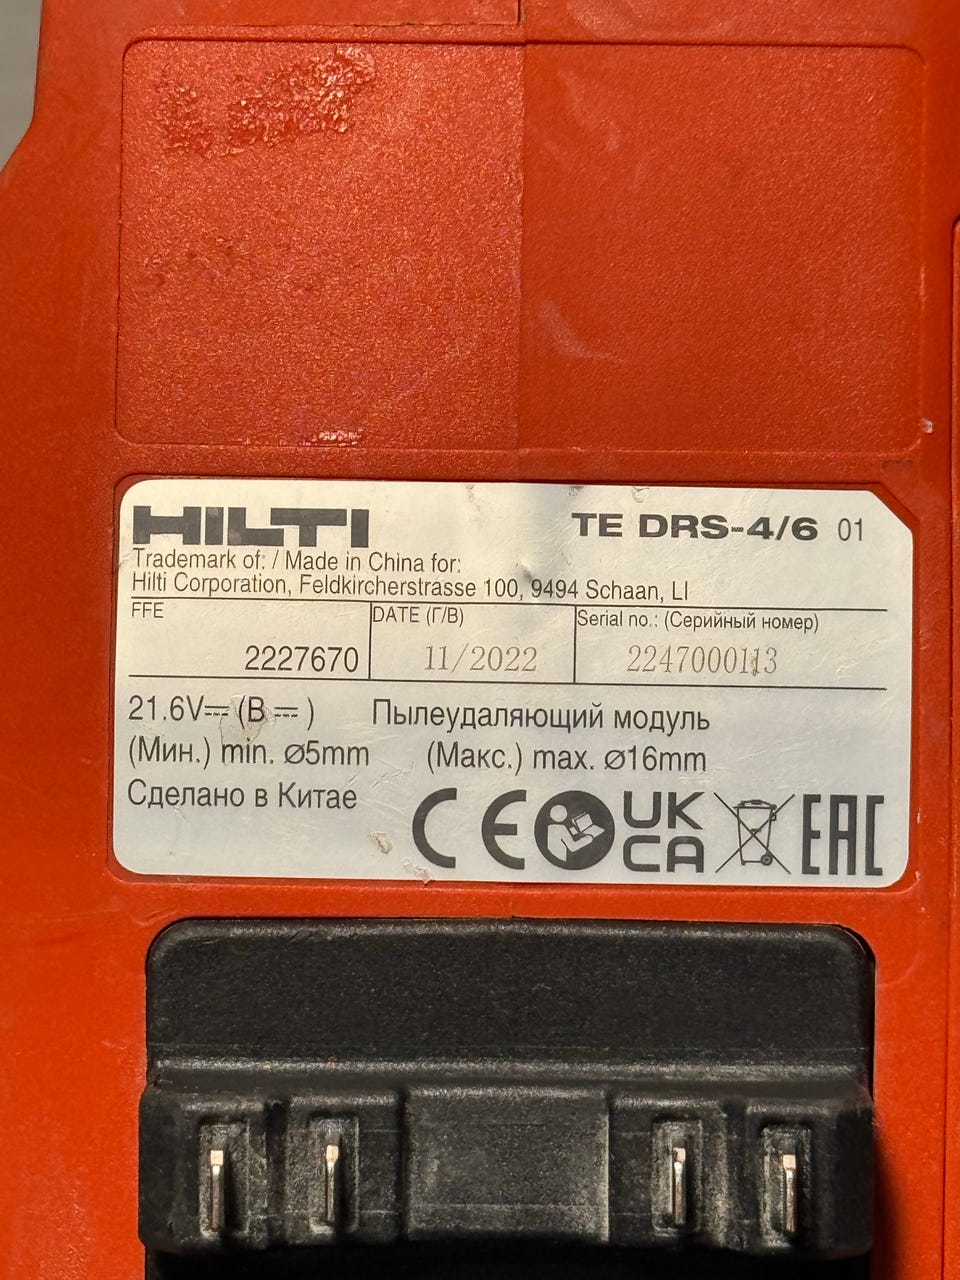 HILTI TE DRS-4/6 01
Trademark of: / Made in China for:
Hilti Corporation, Feldkircherstrasse 100, 9494 Schaan, LI
FFE DATE (Г/В) Serial no.: (Серийный номер)
2227670 11/2022 2247000113
21.6V⎓ (В ⎓ ) Пылеудаляющий модуль
(Мин.) min. ⌀5mm (Макс.) max. ⌀16mm
Сделано в Китае
CE UK CA EAC